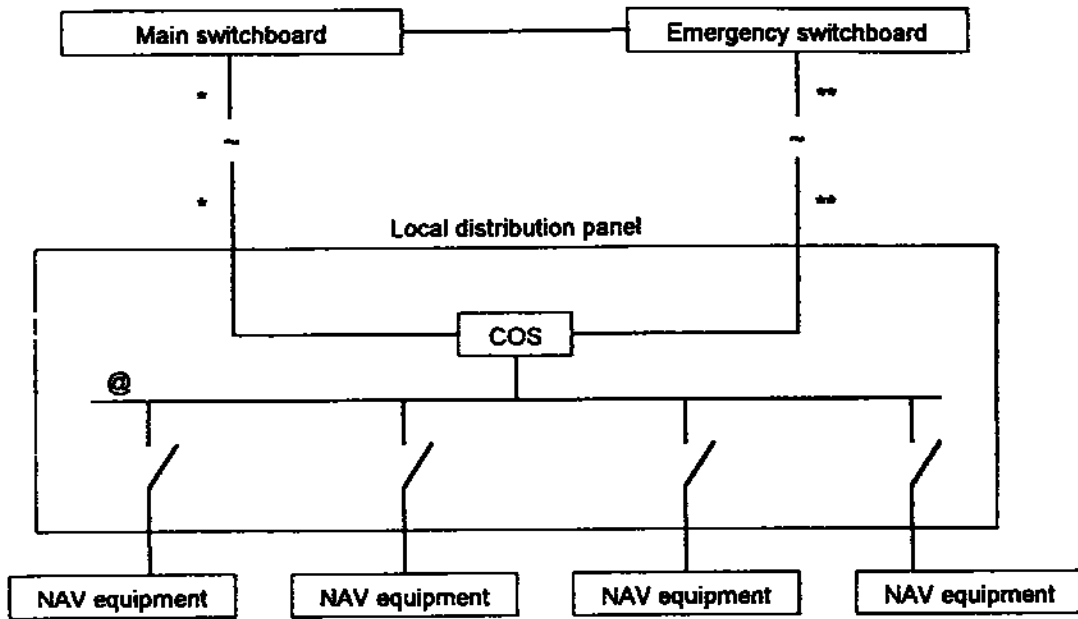 Main switchboard
Emergency switchboard
* **
~ ~
* **
Local distribution panel
COS
@
NAV equipment
NAV equipment
NAV equipment
NAV equipment